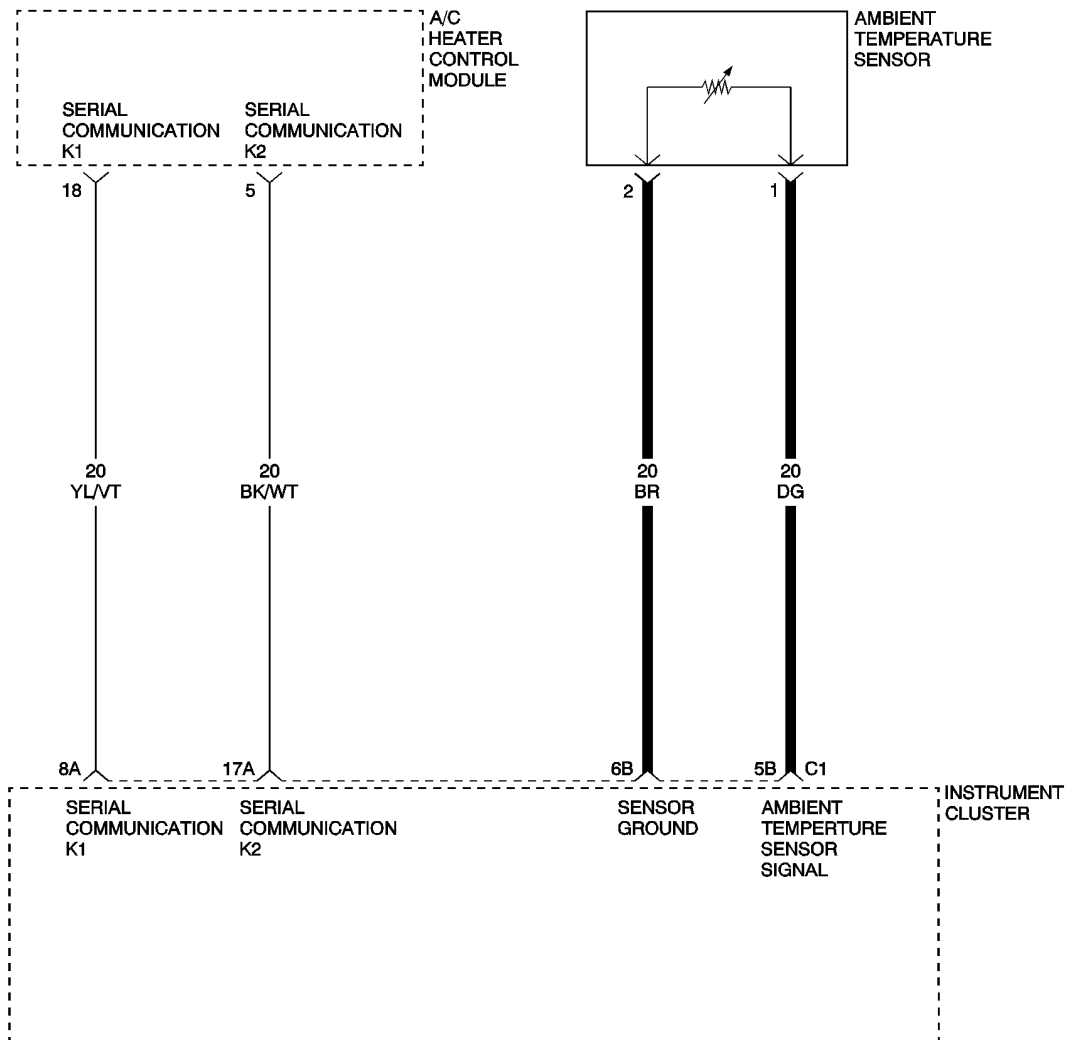 A/C
HEATER
CONTROL
MODULE
AMBIENT
TEMPERATURE
SENSOR
SERIAL
COMMUNICATION
K1
SERIAL
COMMUNICATION
K2
18
5
2
1
20
YL/VT
20
BK/WT
20
BR
20
DG
8A
17A
6B
5B
C1
INSTRUMENT
CLUSTER
SERIAL
COMMUNICATION
K1
SERIAL
COMMUNICATION
K2
SENSOR
GROUND
AMBIENT
TEMPERTURE
SENSOR
SIGNAL